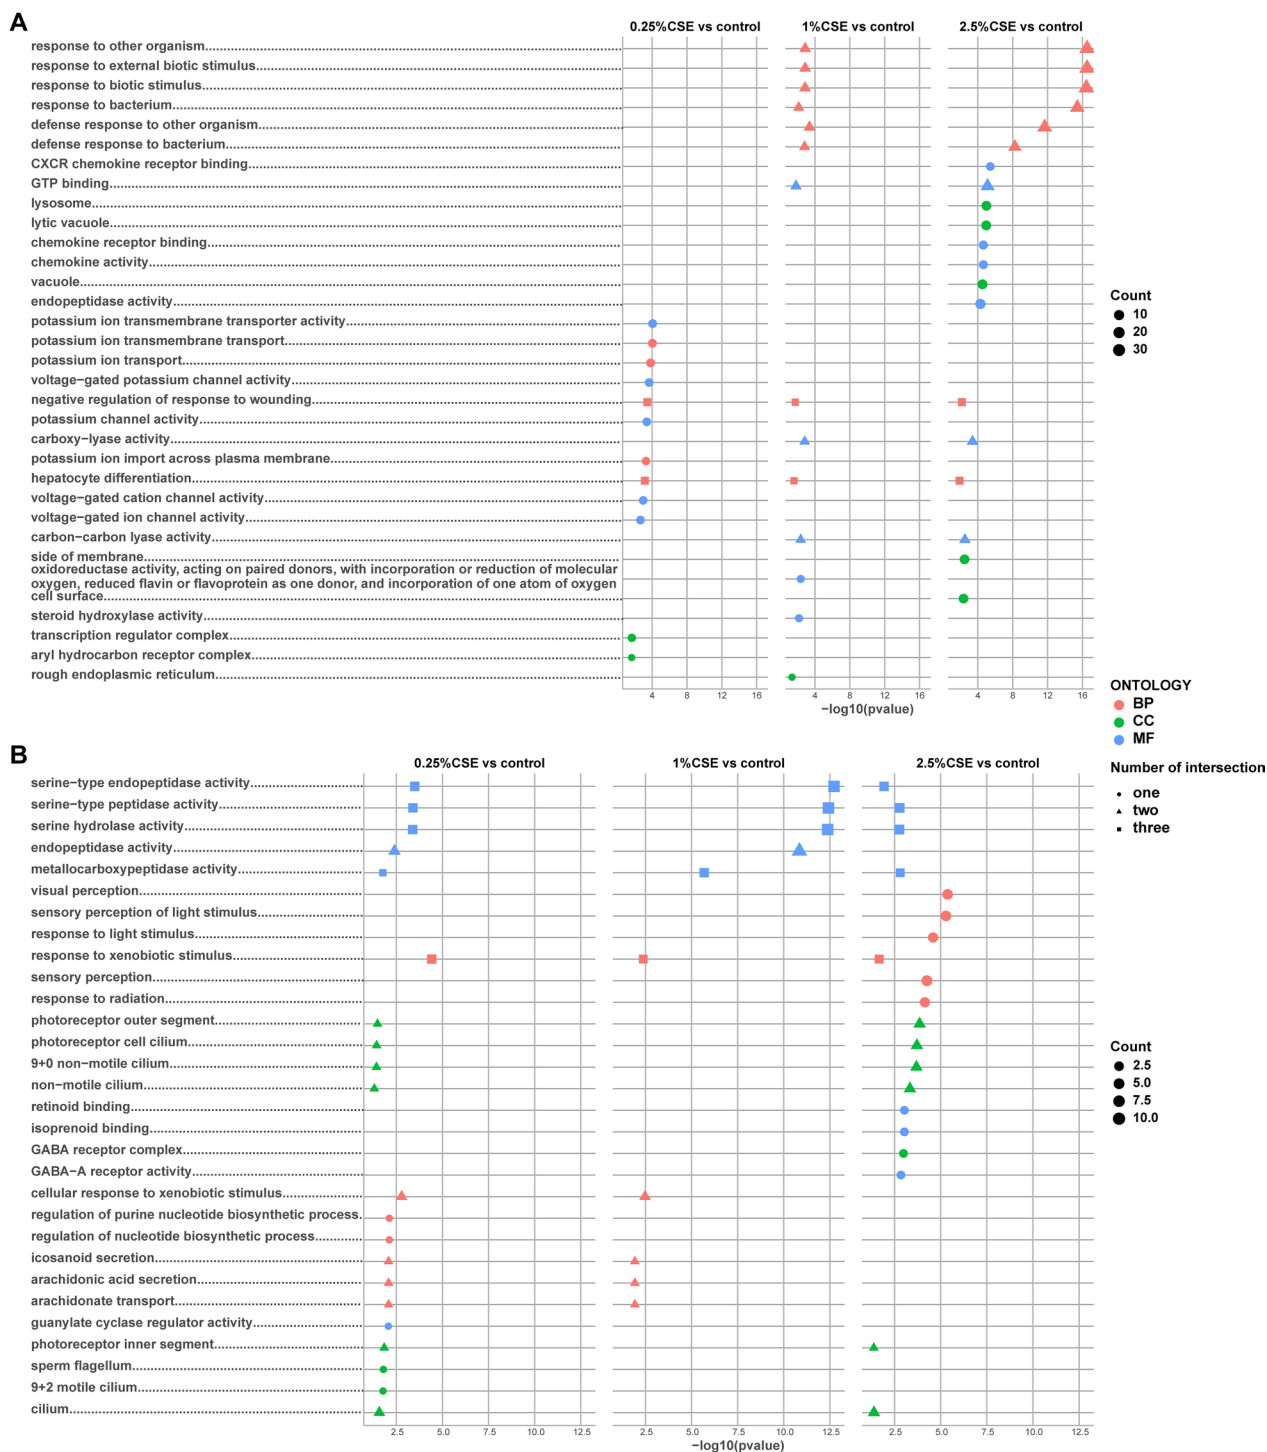 A
0.25%CSE vs control 1%CSE vs control 2.5%CSE vs control
response to other organism
response to external biotic stimulus
response to biotic stimulus
response to bacterium
defense response to other organism
defense response to bacterium
CXCR chemokine receptor binding
GTP binding
lysosome
lytic vacuole
chemokine receptor binding
chemokine activity
vacuole
endopeptidase activity
potassium ion transmembrane transporter activity
potassium ion transmembrane transport
potassium ion transport
voltage−gated potassium channel activity
negative regulation of response to wounding
potassium channel activity
carboxy−lyase activity
potassium ion import across plasma membrane
hepatocyte differentiation
voltage−gated cation channel activity
voltage−gated ion channel activity
carbon−carbon lyase activity
side of membrane
oxidoreductase activity, acting on paired donors, with incorporation or reduction of molecular
oxygen, reduced flavin or flavoprotein as one donor, and incorporation of one atom of oxygen
cell surface
steroid hydroxylase activity
transcription regulator complex
aryl hydrocarbon receptor complex
rough endoplasmic reticulum
4 8 12 16 4 8 12 16 4 8 12 16
−log10(pvalue)
Count
10
20
30
ONTOLOGY
BP
CC
MF
Number of intersection
one
two
three
B
0.25%CSE vs control 1%CSE vs control 2.5%CSE vs control
serine−type endopeptidase activity
serine−type peptidase activity
serine hydrolase activity
endopeptidase activity
metallocarboxypeptidase activity
visual perception
sensory perception of light stimulus
response to light stimulus
response to xenobiotic stimulus
sensory perception
response to radiation
photoreceptor outer segment
photoreceptor cell cilium
9+0 non−motile cilium
non−motile cilium
retinoid binding
isoprenoid binding
GABA receptor complex
GABA−A receptor activity
cellular response to xenobiotic stimulus
regulation of purine nucleotide biosynthetic process
regulation of nucleotide biosynthetic process
icosanoid secretion
arachidonic acid secretion
arachidonate transport
guanylate cyclase regulator activity
photoreceptor inner segment
sperm flagellum
9+2 motile cilium
cilium
2.5 5.0 7.5 10.0 12.5 2.5 5.0 7.5 10.0 12.5 2.5 5.0 7.5 10.0 12.5
−log10(pvalue)
Count
2.5
5.0
7.5
10.0